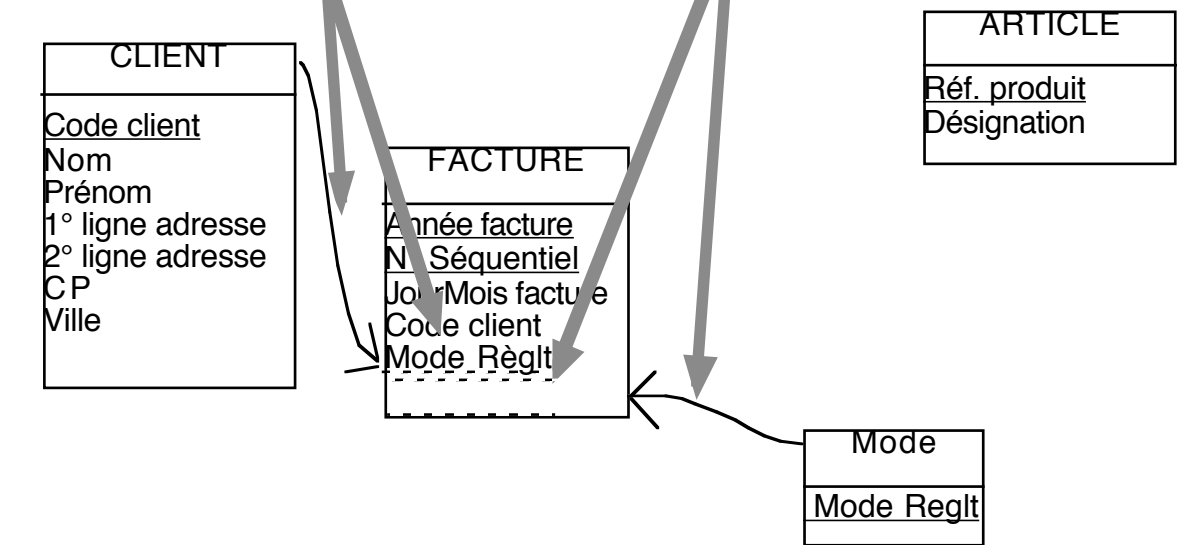 CLIENT
Code client
Nom
Prénom
1° ligne adresse
2° ligne adresse
CP
Ville
FACTURE
Année facture
N° Séquentiel
JourMois facture
Code client
Mode Règlt
ARTICLE
Réf. produit
Désignation
Mode
Mode Reglt